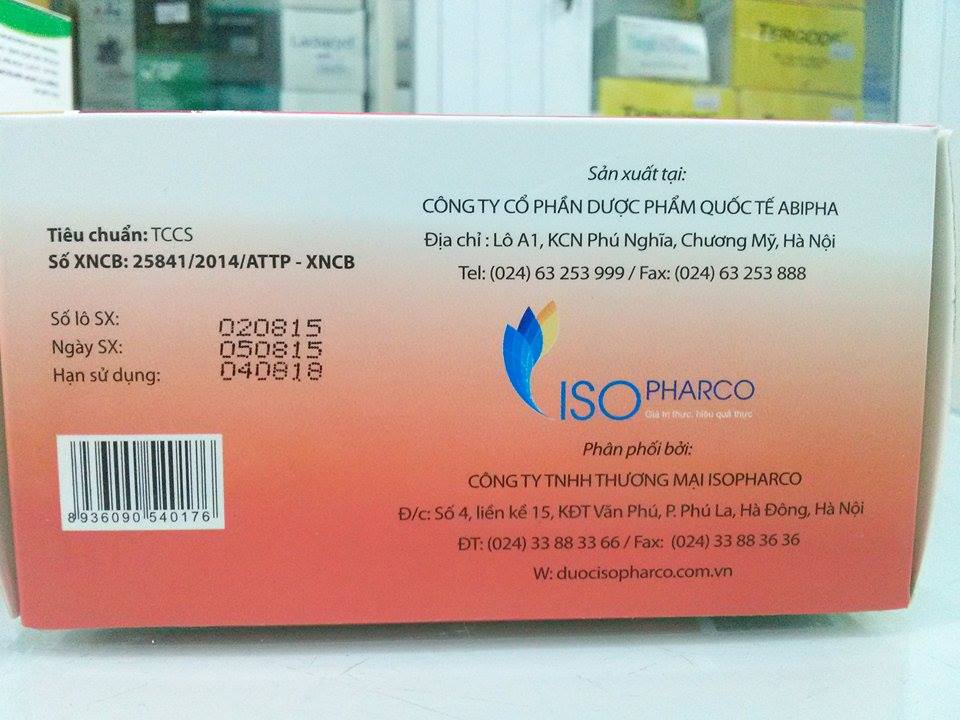 Tiêu chuẩn: TCCS
Số XNCB: 25841/2014/ATTP - XNCB
Số lô SX: 020815
Ngày SX: 050815
Hạn sử dụng: 040818
8 936090 540176
Sản xuất tại:
CÔNG TY CỔ PHẦN DƯỢC PHẨM QUỐC TẾ ABIPHA
Địa chỉ : Lô A1, KCN Phú Nghĩa, Chương Mỹ, Hà Nội
Tel: (024) 63 253 999 / Fax: (024) 63 253 888
ISO PHARCO
Giá trị thực, hiệu quả thực
Phân phối bởi:
CÔNG TY TNHH THƯƠNG MẠI ISOPHARCO
Đ/c: Số 4, liền kề 15, KĐT Văn Phú, P. Phú La, Hà Đông, Hà Nội
ĐT: (024) 33 88 33 66 / Fax: (024) 33 88 36 36
W: duocisopharco.com.vn